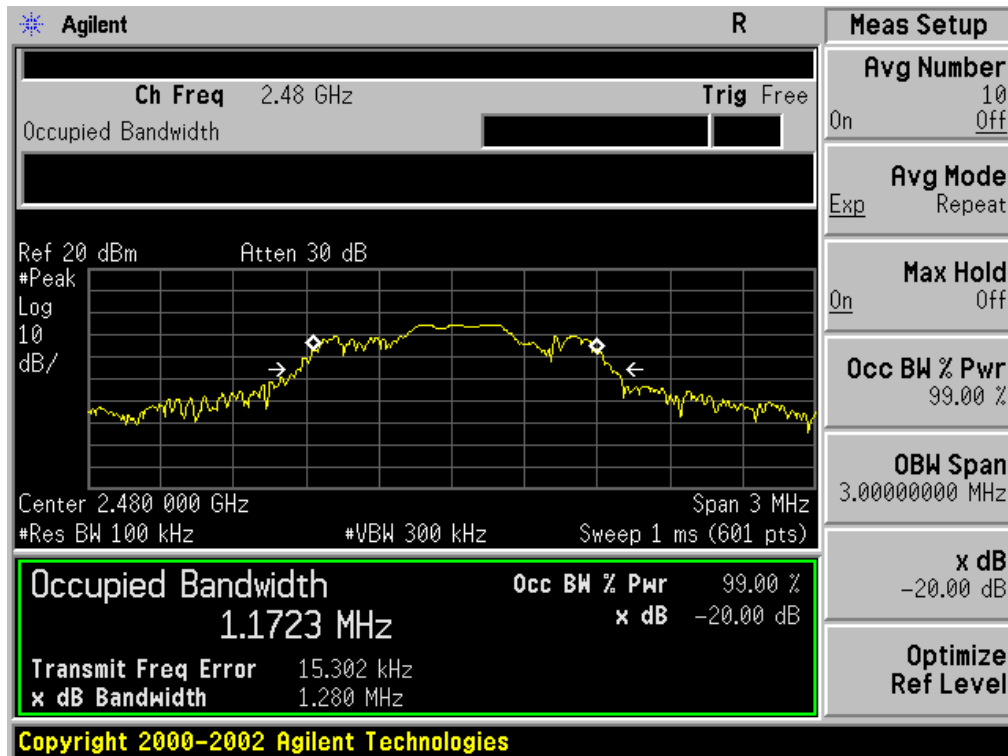 Agilent R Meas Setup
Ch Freq 2.48 GHz Trig Free
Occupied Bandwidth
Avg Number
10
On Off
Avg Mode
Exp Repeat
Max Hold
On Off
Occ BW % Pwr
99.00 %
OBW Span
3.00000000 MHz
x dB
-20.00 dB
Optimize
Ref Level
Ref 20 dBm Atten 30 dB
#Peak
Log
10
dB/
Center 2.480 000 GHz Span 3 MHz
#Res BW 100 kHz #VBW 300 kHz Sweep 1 ms (601 pts)
Occupied Bandwidth
1.1723 MHz
Occ BW % Pwr 99.00 %
x dB -20.00 dB
Transmit Freq Error 15.302 kHz
x dB Bandwidth 1.280 MHz
Copyright 2000-2002 Agilent Technologies